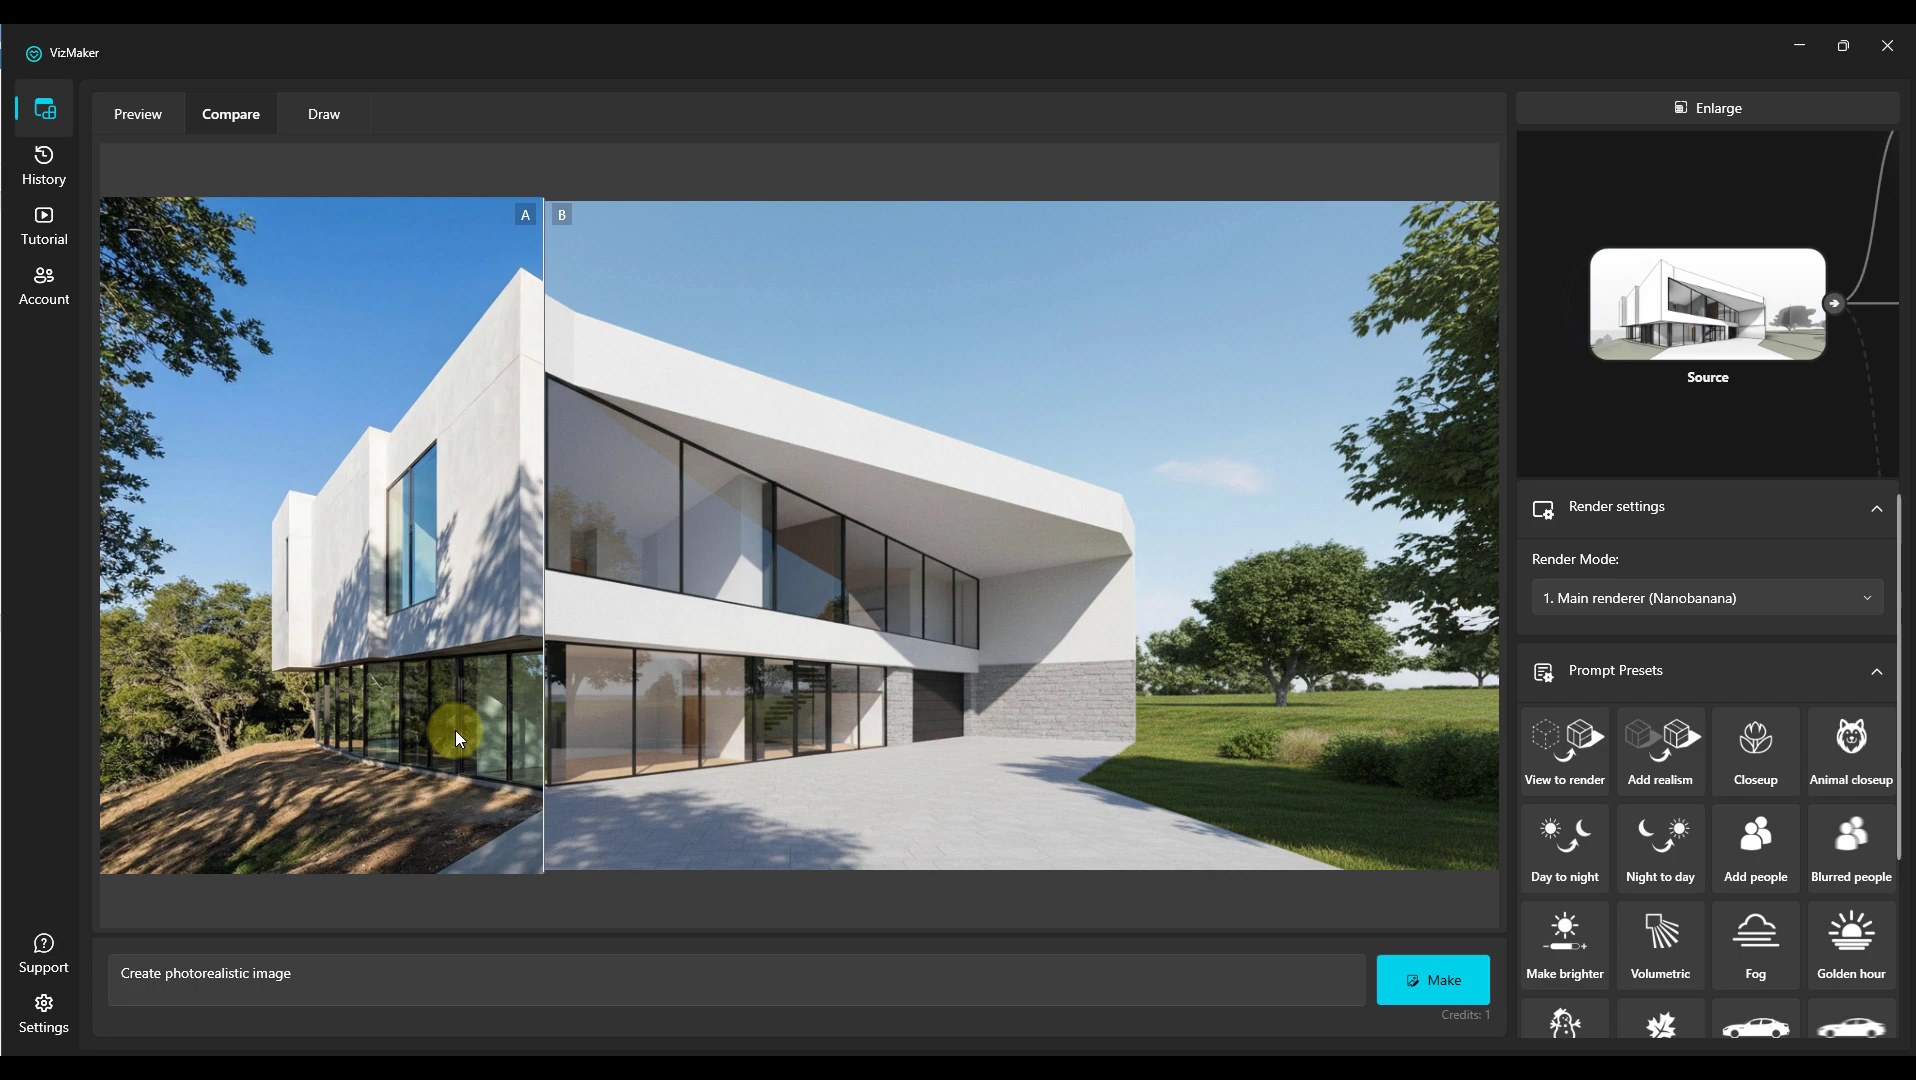 VizMaker
Preview
Compare
Draw
Enlarge
History
Tutorial
Account
A
B
Source
Render settings
Render Mode:
1. Main renderer (Nanobanana)
Prompt Presets
View to render
Add realism
Closeup
Animal closeup
Day to night
Night to day
Add people
Blurred people
Make brighter
Volumetric
Fog
Golden hour
Create photorealistic image
Make
Credits: 1
Support
Settings